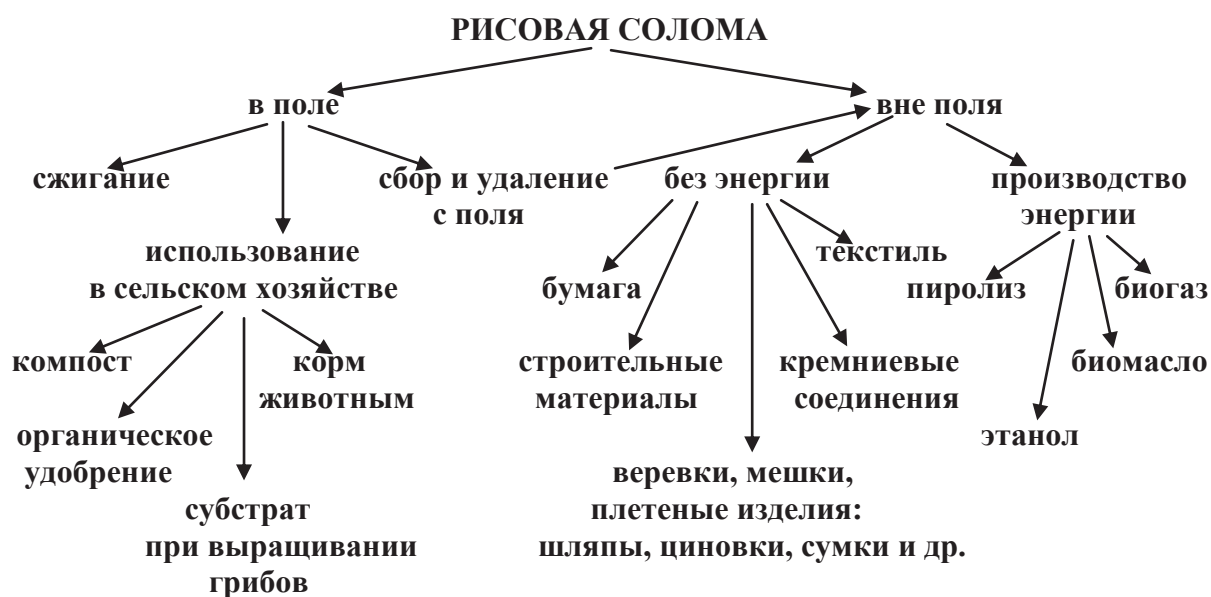 РИСОВАЯ СОЛОМА
в поле
вне поля
сжигание
сбор и удаление
с поля
без энергии
производство
энергии
использование
в сельском хозяйстве
текстиль
бумага
пиролиз
биогаз
компост
корм
животным
строительные
материалы
кремниевые
соединения
биомасло
органическое
удобрение
этанол
веревки, мешки,
плетеные изделия:
шляпы, циновки, сумки и др.
субстрат
при выращивании
грибов